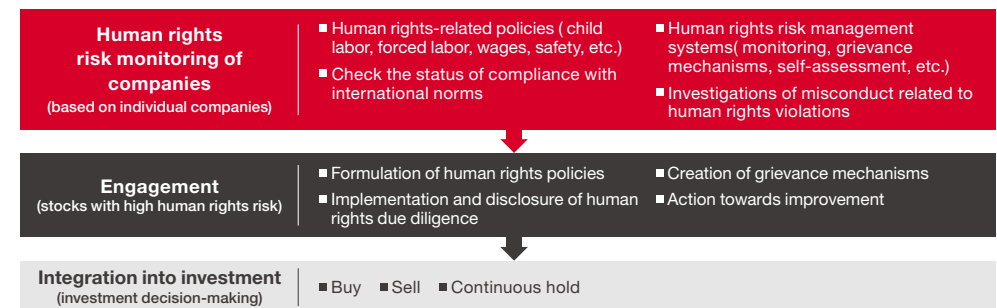 Human rights
risk monitoring of
companies
(based on individual companies)
■ Human rights-related policies ( child
labor, forced labor, wages, safety, etc.)
■ Check the status of compliance with
international norms
■ Human rights risk management
systems( monitoring, grievance
mechanisms, self-assessment, etc.)
■ Investigations of misconduct related to
human rights violations
Engagement
(stocks with high human rights risk)
■ Formulation of human rights policies
■ Implementation and disclosure of human
rights due diligence
■ Creation of grievance mechanisms
■ Action towards improvement
Integration into investment
(investment decision-making)
■ Buy ■ Sell ■ Continuous hold